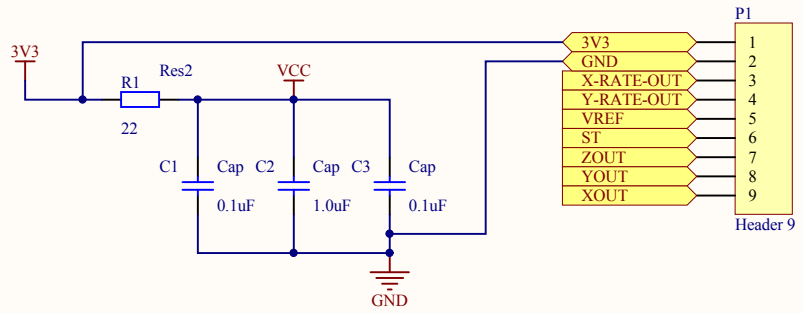 P1
3V3
R1
Res2
22
VCC
C1
Cap
0.1uF
C2
Cap
1.0uF
C3
Cap
0.1uF
GND
3V3 1
GND 2
X-RATE-OUT 3
Y-RATE-OUT 4
VREF 5
ST 6
ZOUT 7
YOUT 8
XOUT 9
Header 9